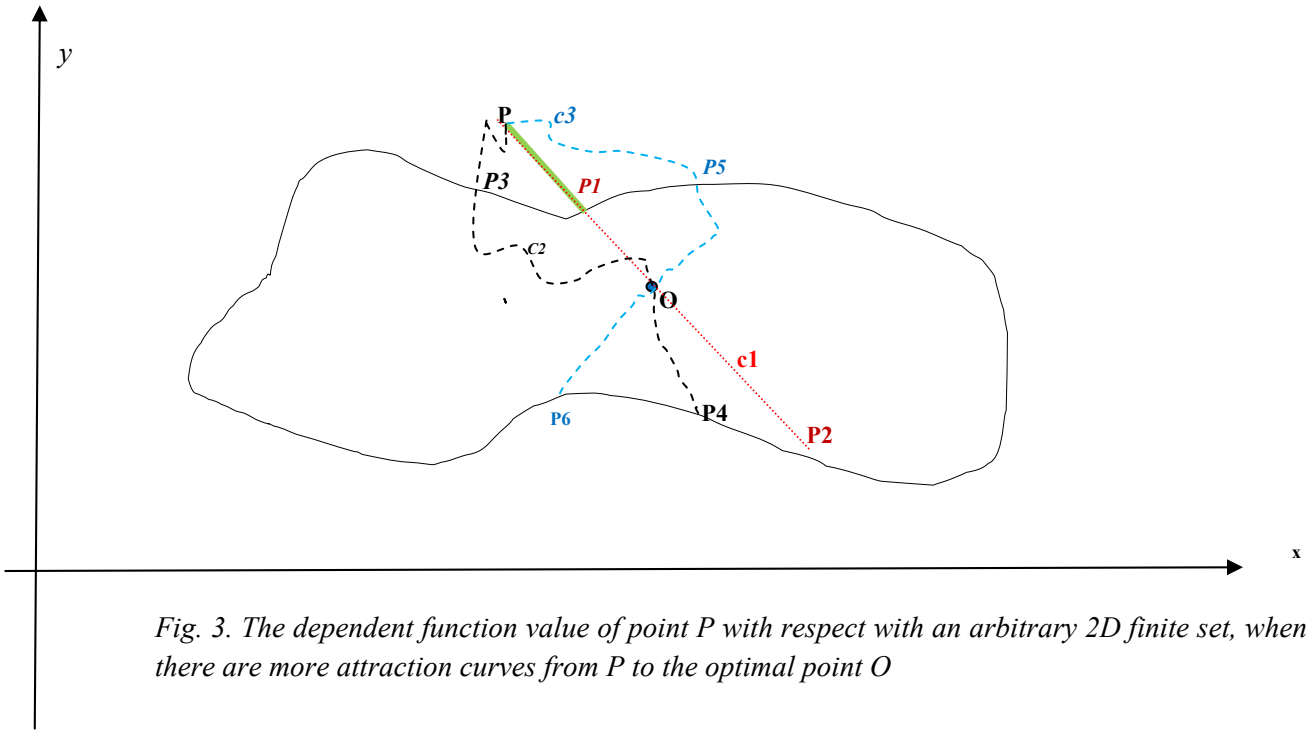 y
P
c3
P5
P3
P1
C2
O
c1
P4
P6
P2
x
Fig. 3. The dependent function value of point P with respect with an arbitrary 2D finite set, when
there are more attraction curves from P to the optimal point O